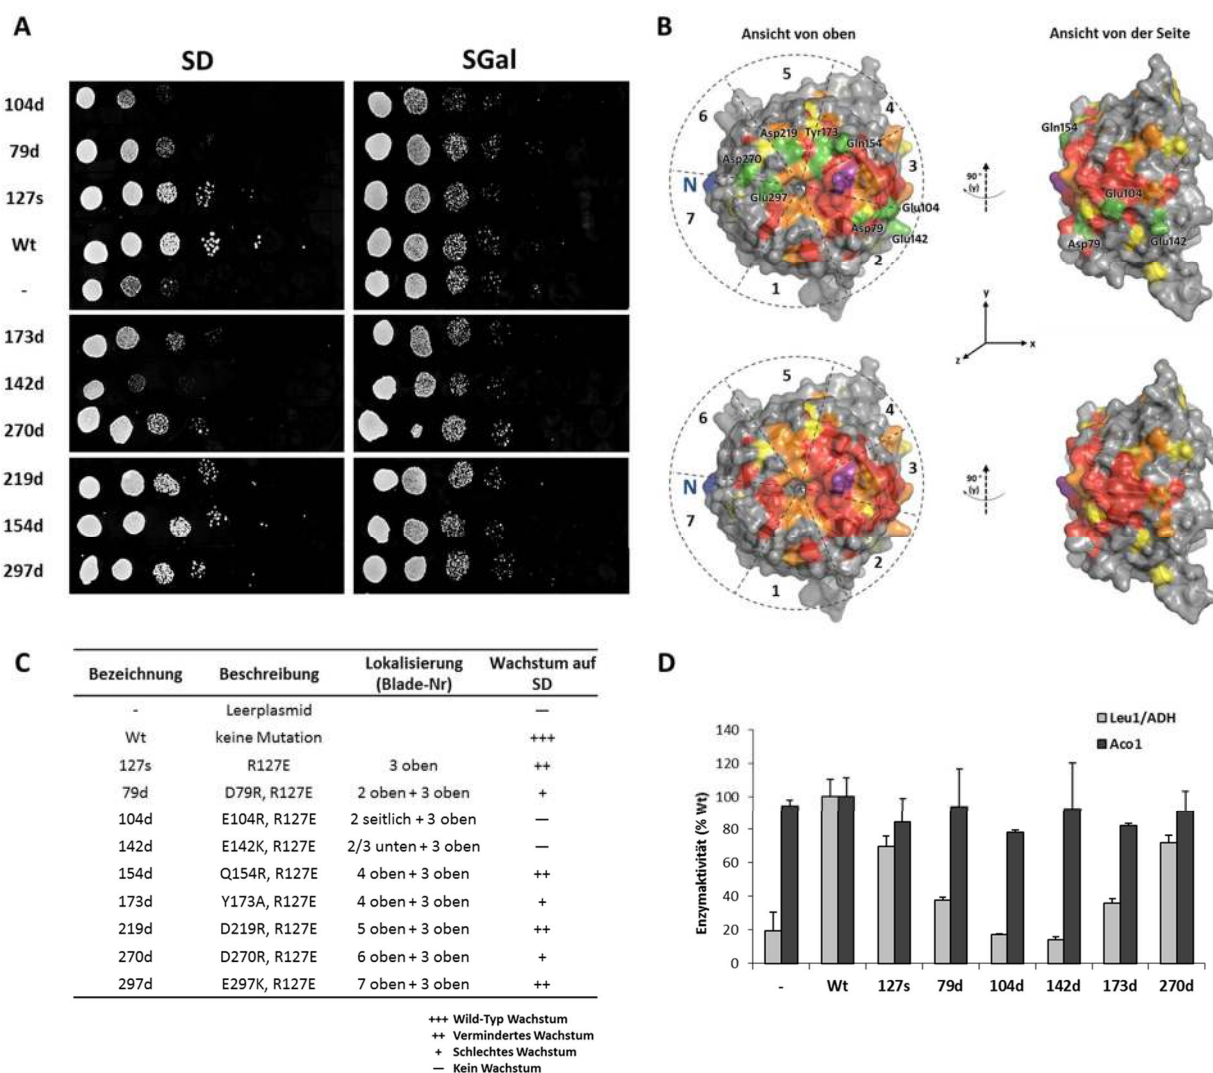 A
SD SGal
104d
79d
127s
Wt
-
173d
142d
270d
219d
154d
297d
B
Ansicht von oben Ansicht von der Seite
5
6 4
Asp219 Tyr173
Gln154
Asp270
3
N
Glu297
7
Glu104
Asp79
Glu142
2
1
90°
(y)
Gln154
Glu104
Asp79
Glu142
y
x
z
5
6 4
3
N
7
2
1
90°
(y)
C
Bezeichnung Beschreibung Lokalisierung (Blade-Nr) Wachstum auf SD
- Leerplasmid —
Wt keine Mutation +++
127s R127E 3 oben ++
79d D79R, R127E 2 oben + 3 oben +
104d E104R, R127E 2 seitlich + 3 oben —
142d E142K, R127E 2/3 unten + 3 oben —
154d Q154R, R127E 4 oben + 3 oben ++
173d Y173A, R127E 4 oben + 3 oben +
219d D219R, R127E 5 oben + 3 oben ++
270d D270R, R127E 6 oben + 3 oben +
297d E297K, R127E 7 oben + 3 oben ++
+++ Wild-Typ Wachstum
++ Vermindertes Wachstum
+ Schlechtes Wachstum
— Kein Wachstum
D
Leu1/ADH
Aco1
Enzymaktivität (% Wt)
140
120
100
80
60
40
20
0
- Wt 127s 79d 104d 142d 173d 270d